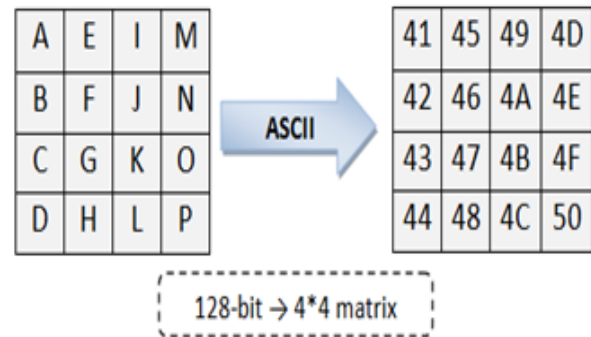 A E I M
B F J N
C G K O
D H L P
ASCII
41 45 49 4D
42 46 4A 4E
43 47 4B 4F
44 48 4C 50
128-bit → 4*4 matrix